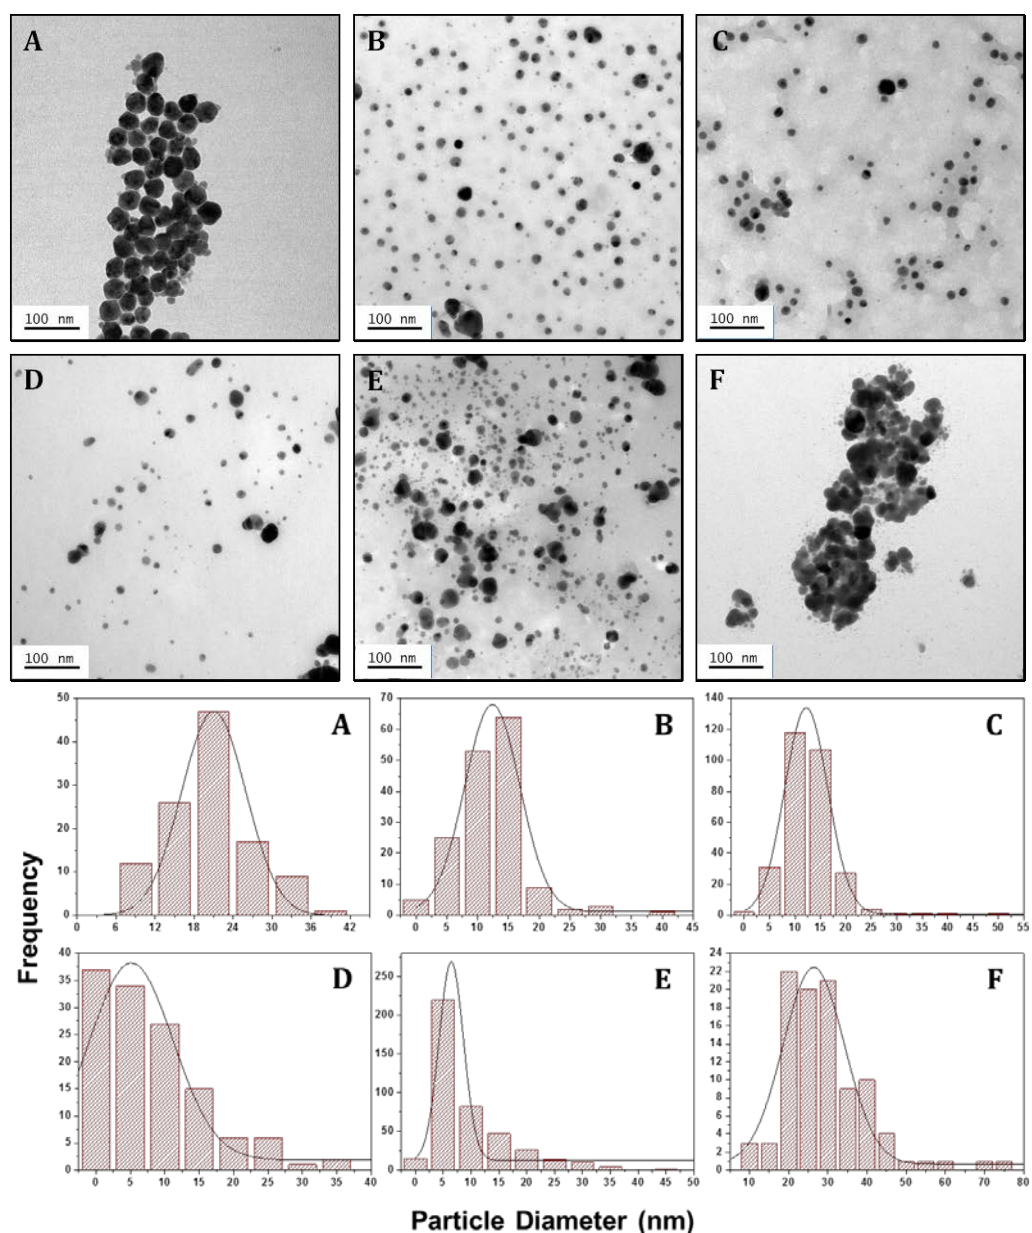 A B C
100 nm 100 nm 100 nm
D E F
100 nm 100 nm 100 nm
50 40 30 20 10 0
A
0 6 12 18 24 30 36 42
70 60 50 40 30 20 10 0
B
0 5 10 15 20 25 30 35 40 45
140 120 100 80 60 40 20 0
C
0 5 10 15 20 25 30 35 40 45 50 55
Frequency
40 35 30 25 20 15 10 5 0
D
0 5 10 15 20 25 30 35 40
250 200 150 100 50 0
E
0 5 10 15 20 25 30 35 40 45 50
24 22 20 18 16 14 12 10 8 6 4 2 0
F
10 20 30 40 50 60 70 80
Particle Diameter (nm)